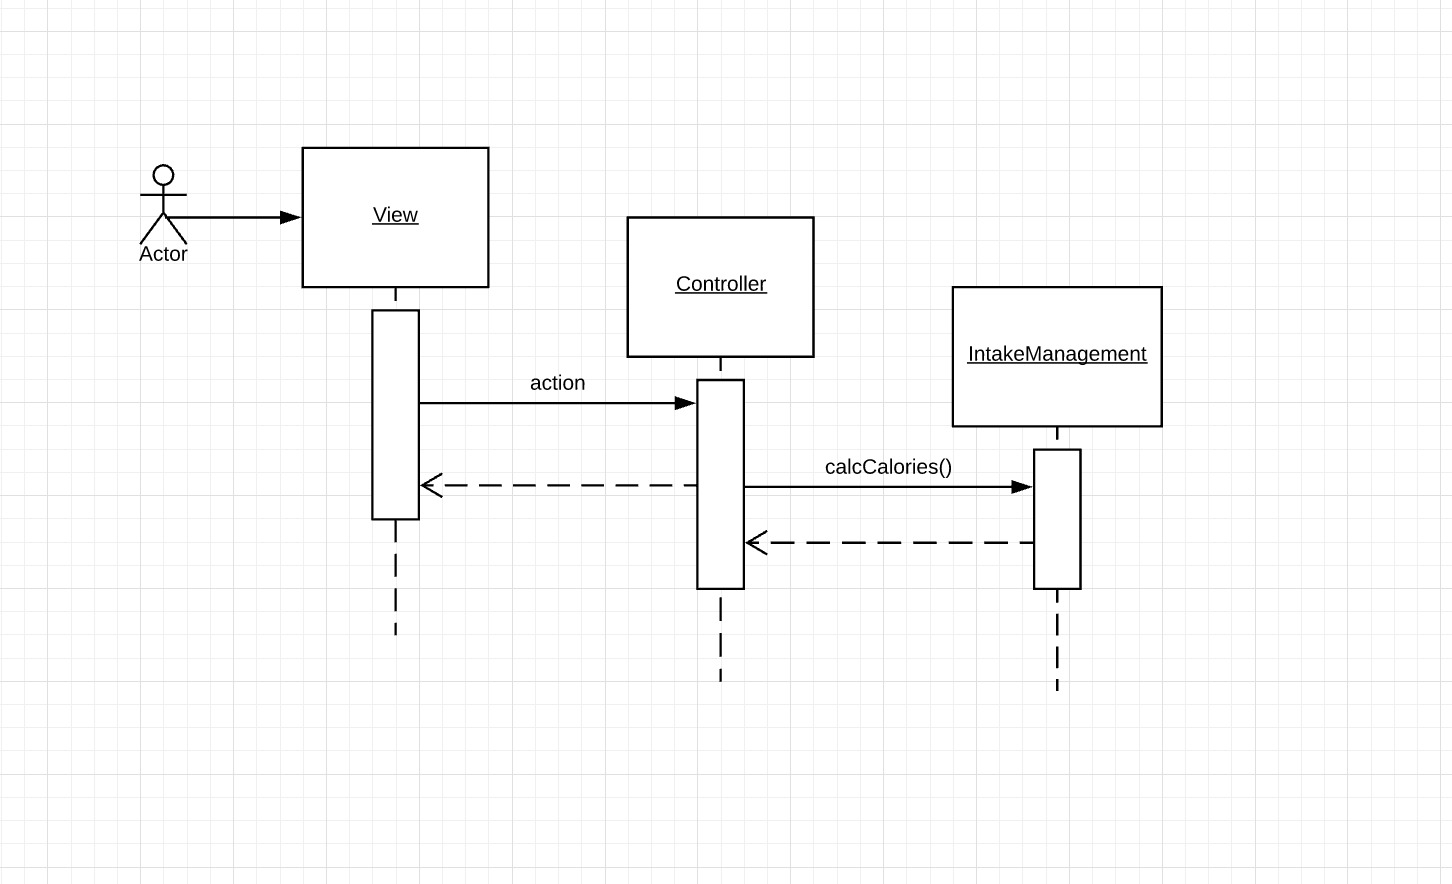 Actor
View
Controller
IntakeManagement
action
calcCalories()